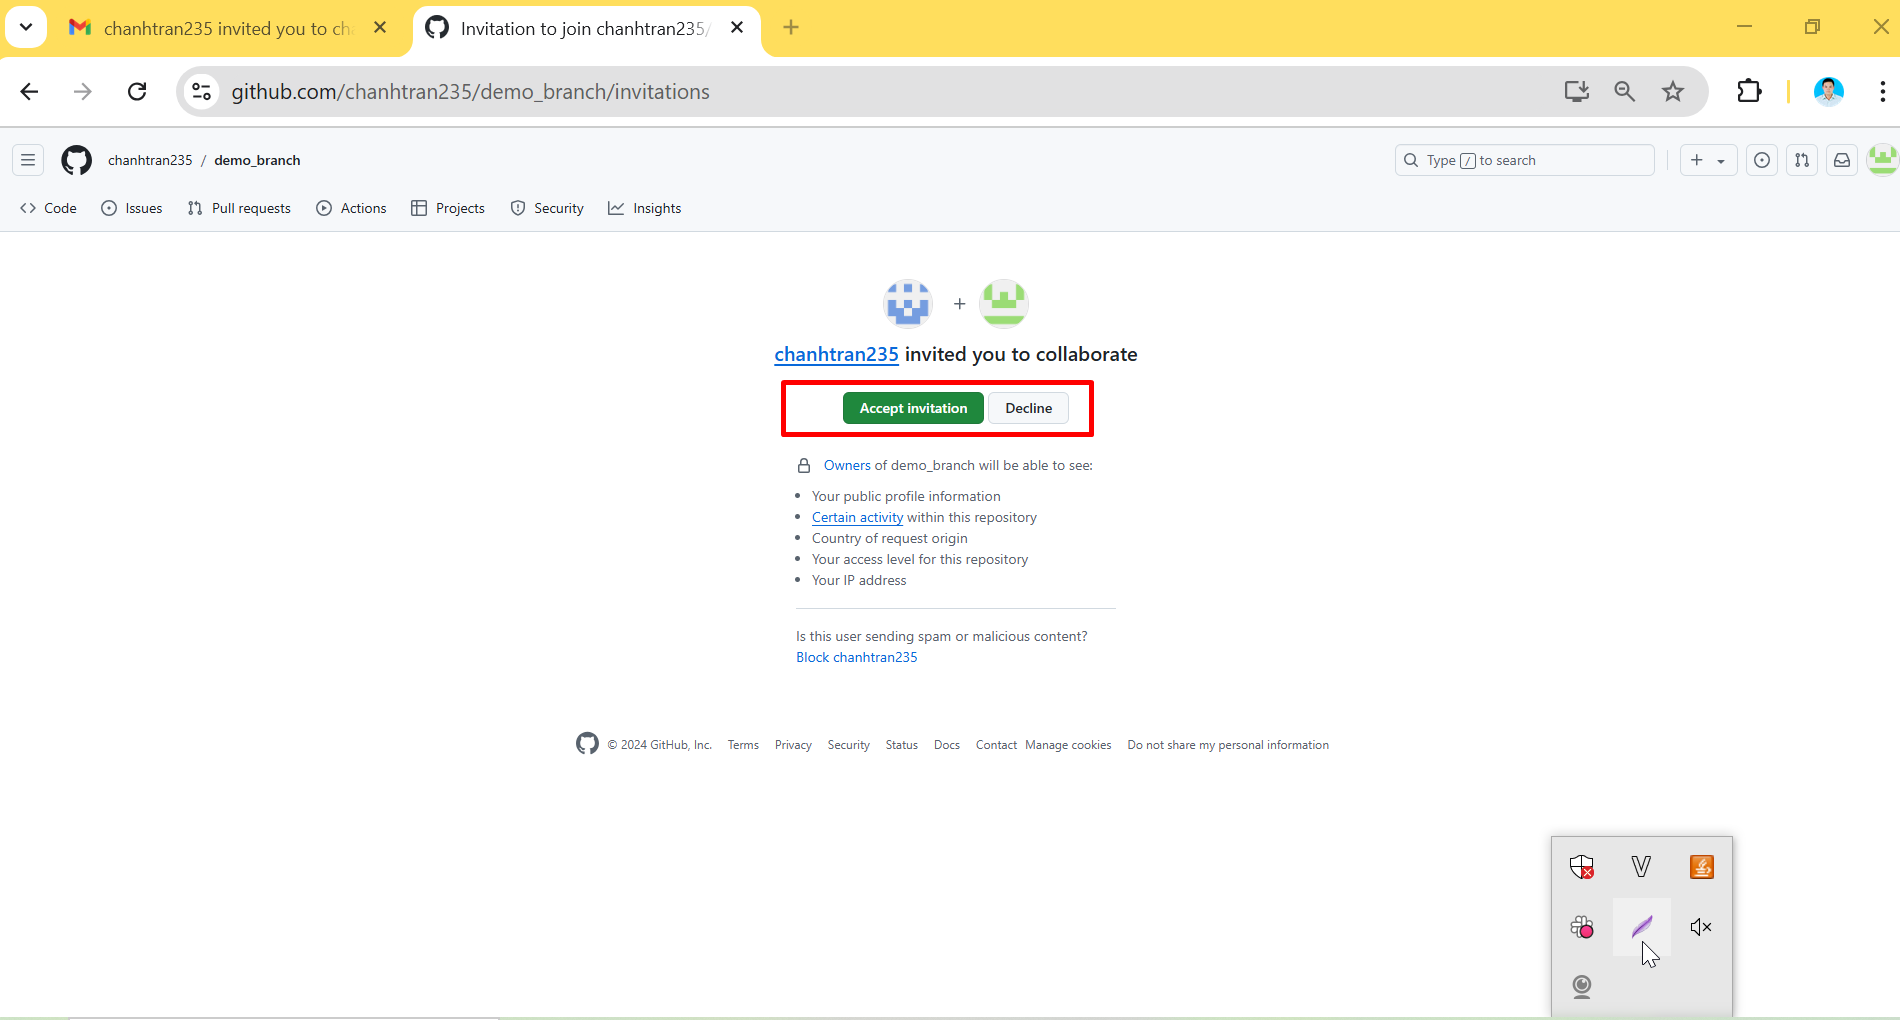 chanhtran235 invited you to ch
Invitation to join chanhtran235/
github.com/chanhtran235/demo_branch/invitations
chanhtran235 / demo_branch
Type / to search
Code
Issues
Pull requests
Actions
Projects
Security
Insights
+
chanhtran235 invited you to collaborate
Accept invitation
Decline
Owners of demo_branch will be able to see:
• Your public profile information
• Certain activity within this repository
• Country of request origin
• Your access level for this repository
• Your IP address
Is this user sending spam or malicious content?
Block chanhtran235
© 2024 GitHub, Inc. Terms Privacy Security Status Docs Contact Manage cookies Do not share my personal information